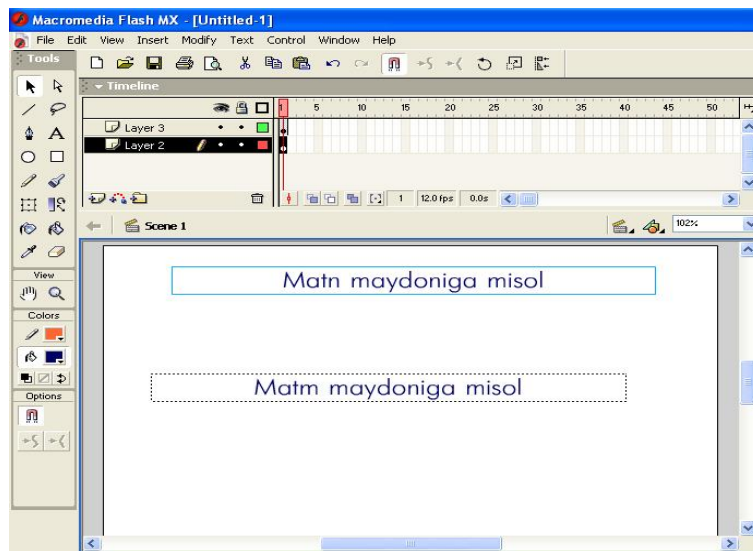 Macromedia Flash MX - [Untitled-1]
File Edit View Insert Modify Text Control Window Help
Tools
Timeline
1 5 10 15 20 25 30 35 40 45 50
Layer 3
Layer 2
1 12.0 fps 0.0s
Scene 1
102%
View
Colors
Options
Matn maydoniga misol
Matm maydoniga misol